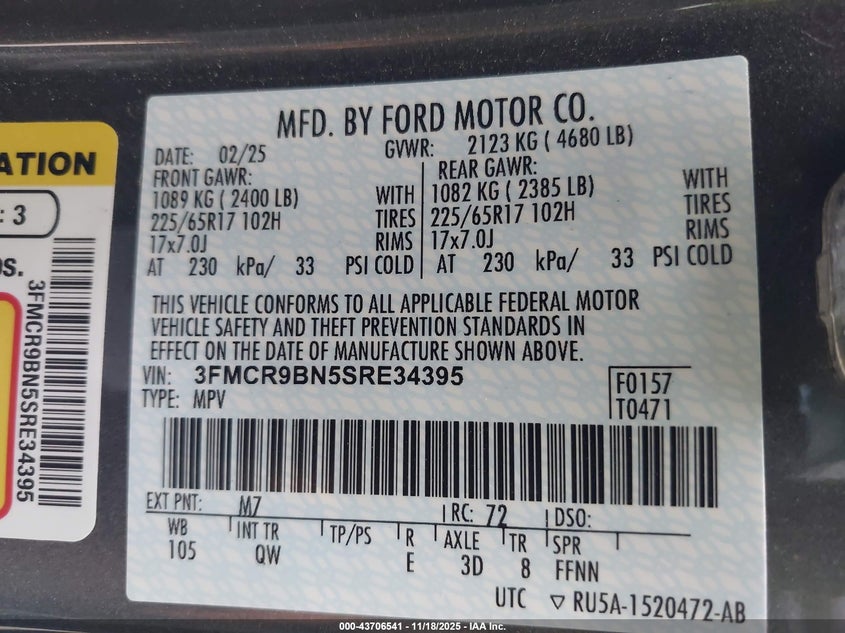 ATION
: 3
OS.
3FMCR9BN5SRE34395
MFD. BY FORD MOTOR CO.
DATE: 02/25 GVWR: 2123 KG ( 4680 LB)
FRONT GAWR: REAR GAWR:
1089 KG ( 2400 LB) WITH 1082 KG ( 2385 LB) WITH
225/65R17 102H TIRES 225/65R17 102H TIRES
17x7.0J RIMS 17x7.0J RIMS
AT 230 kPa/ 33 PSI COLD AT 230 kPa/ 33 PSI COLD
THIS VEHICLE CONFORMS TO ALL APPLICABLE FEDERAL MOTOR
VEHICLE SAFETY AND THEFT PREVENTION STANDARDS IN
EFFECT ON THE DATE OF MANUFACTURE SHOWN ABOVE.
VIN: 3FMCR9BN5SRE34395 F0157
TYPE: MPV T0471
EXT PNT: M7 RC: 72 DSO:
WB INT TR TP/PS R AXLE TR SPR
105 QW E 3D 8 FFNN
UTC ▽ RU5A-1520472-AB
000-43706541 - 11/18/2025 - IAA Inc.